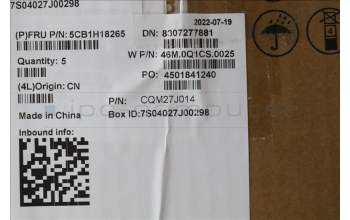 7S04027J00298
2022-07-19
(P)FRU P/N: 5CB1H18265 DN: 8307277881
W P/N: 46M.0Q1CS.0025
Quantity: 5
PO: 4501841240
(4L)Origin: CN
P/N: CQM27J014
Made in China Box ID:7S04027J00298
Inbound info: